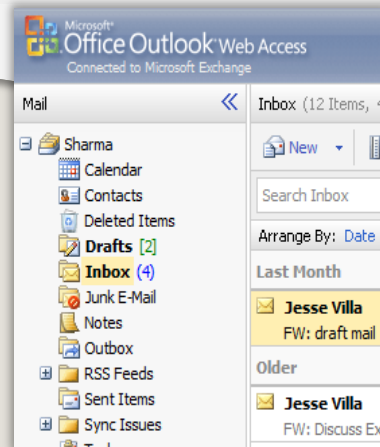 Microsoft®
Office Outlook® Web Access
Connected to Microsoft Exchange
Mail
Sharma
Calendar
Contacts
Deleted Items
Drafts [2]
Inbox (4)
Junk E-Mail
Notes
Outbox
RSS Feeds
Sent Items
Sync Issues
Inbox (12 Items,
New
Search Inbox
Arrange By: Date
Last Month
Jesse Villa
FW: draft mail
Older
Jesse Villa
FW: Discuss Ex